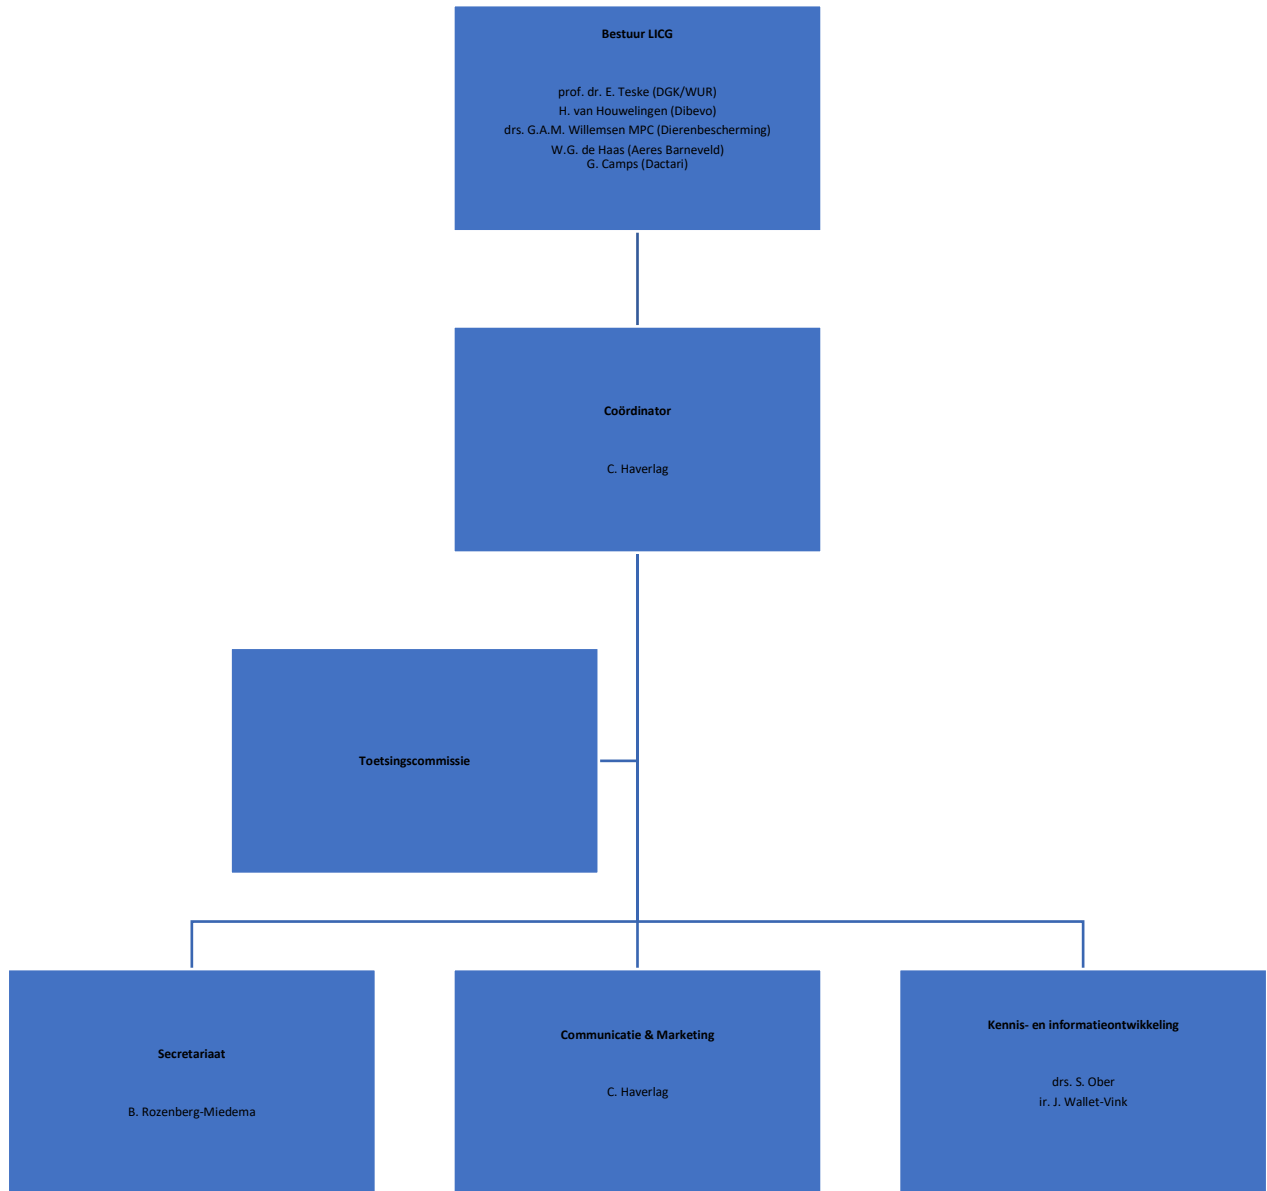 Bestuur LICG
prof. dr. E. Teske (DGK/WUR)
H. van Houwelingen (Dibevo)
drs. G.A.M. Willemsen MPC (Dierenbescherming)
W.G. de Haas (Aeres Barneveld)
G. Camps (Dactari)
Coördinator
C. Haverlag
Toetsingscommissie
Secretariaat
B. Rozenberg-Miedema
Communicatie & Marketing
C. Haverlag
Kennis- en informatieontwikkeling
drs. S. Ober
ir. J. Wallet-Vink